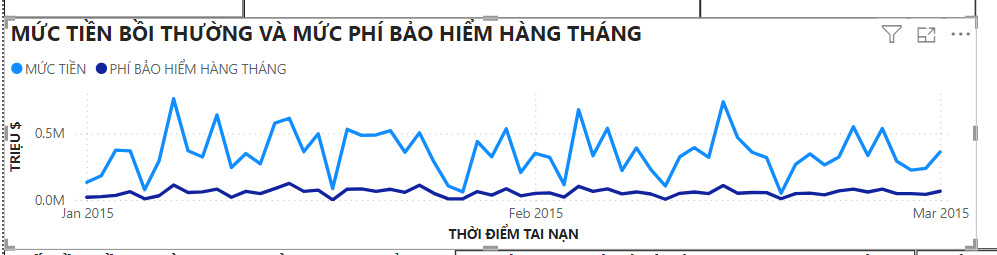 MỨC TIỀN BỒI THƯỜNG VÀ MỨC PHÍ BẢO HIỂM HÀNG THÁNG
MỨC TIỀN PHÍ BẢO HIỂM HÀNG THÁNG
TRIỆU $
0.5M
0.0M
Jan 2015 Feb 2015 Mar 2015
THỜI ĐIỂM TAI NẠN